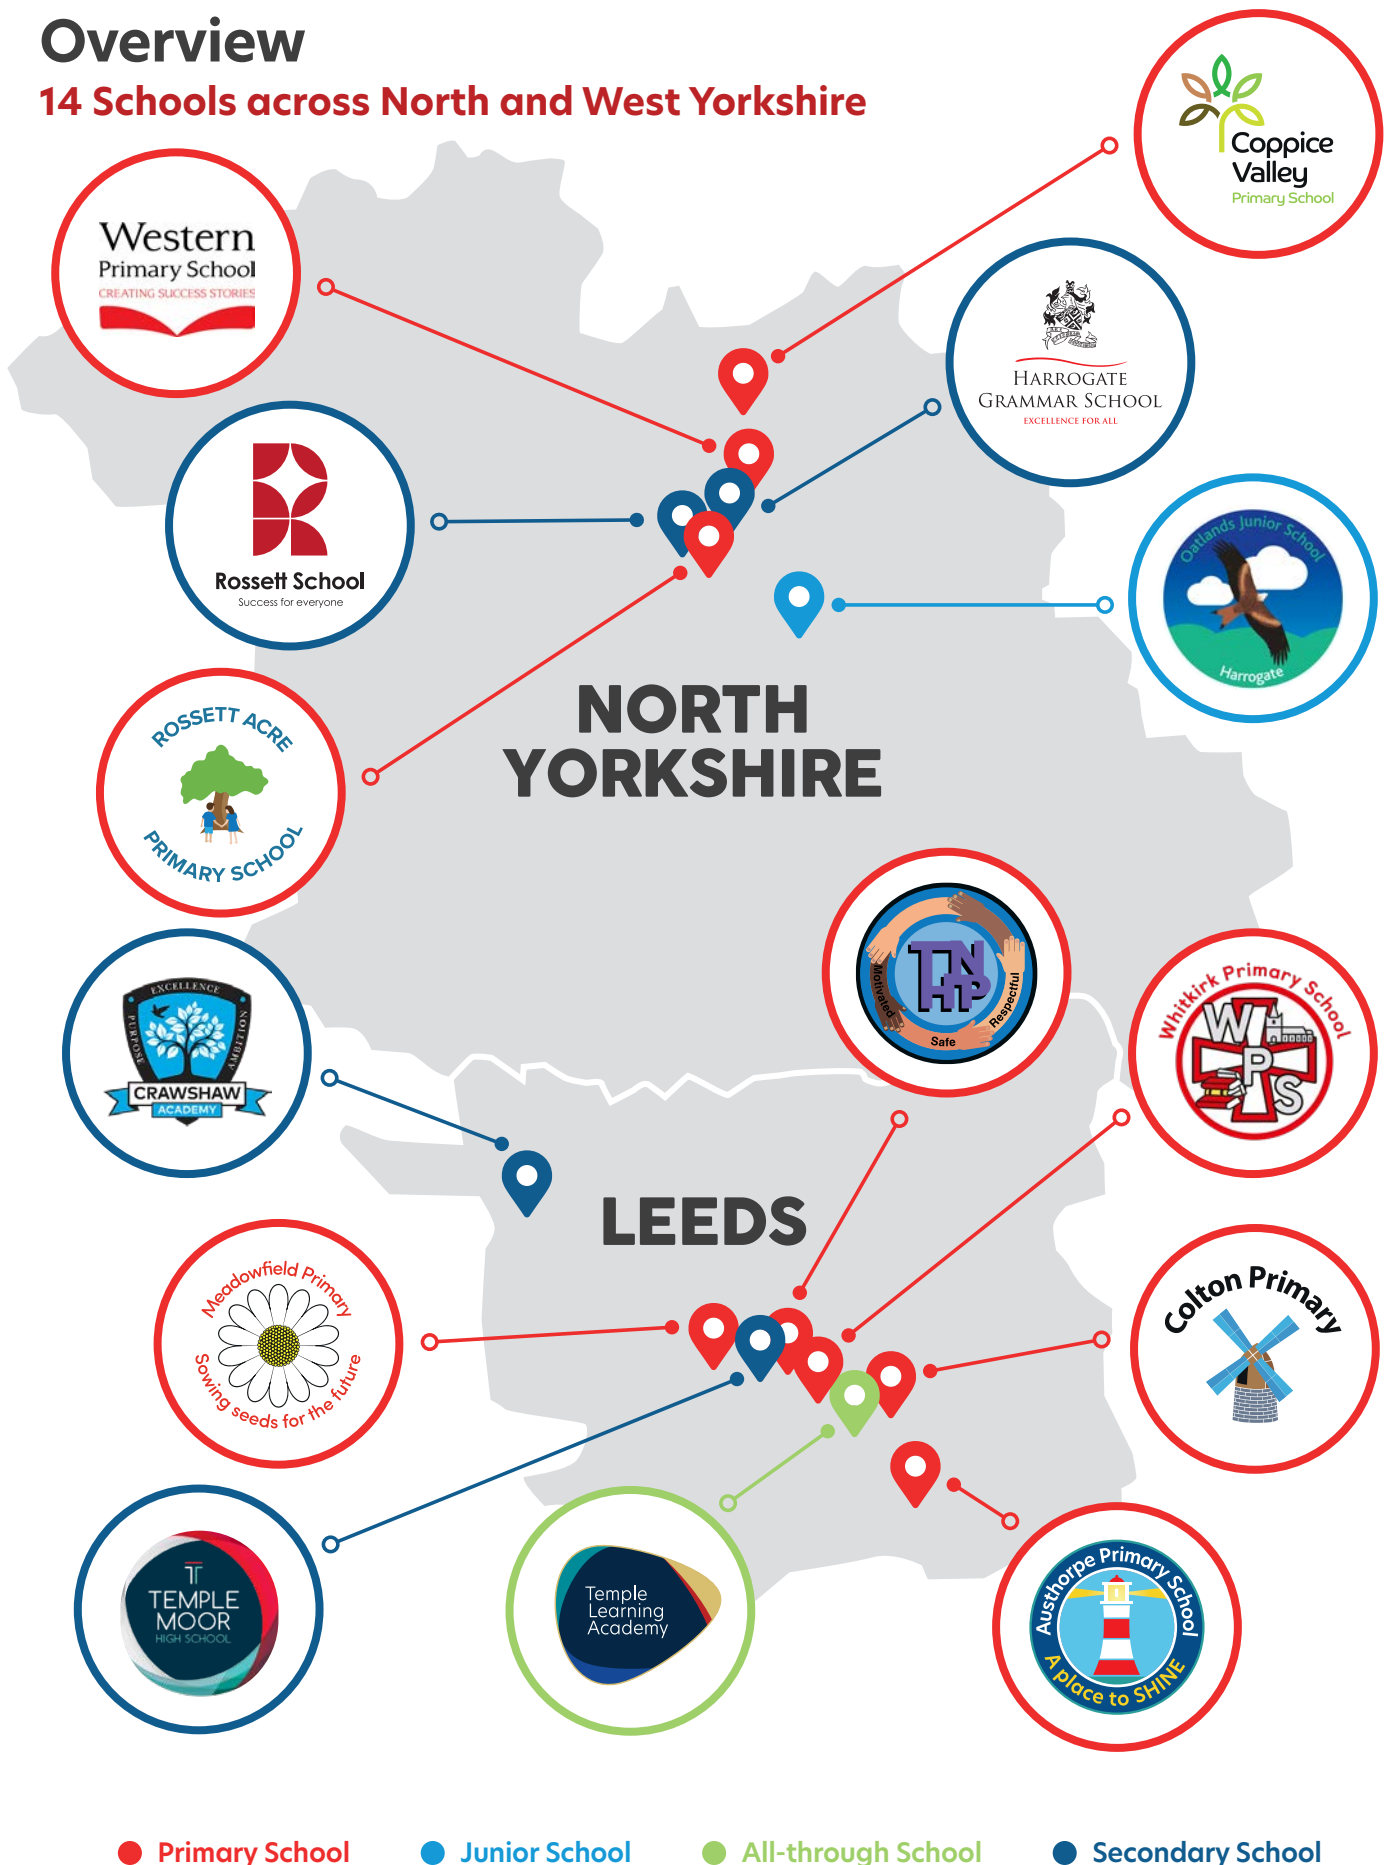 Overview
14 Schools across North and West Yorkshire
Coppice
Valley
Primary School
Western
Primary School
CREATING SUCCESS STORIES
HARROGATE
GRAMMAR SCHOOL
EXCELLENCE FOR ALL
Rossett School
Success for everyone
Oatlands Junior School
Harrogate
NORTH
YORKSHIRE
ROSSETT ACRE
PRIMARY SCHOOL
TNHP
Motivated
Safe
Respectful
Whitkirk Primary School
W
P
S
EXCELLENCE
PURPOSE
AMBITION
CRAWSHAW
ACADEMY
LEEDS
Meadowfield Primary
Sowing seeds for the future
Colton Primary
TEMPLE
MOOR
HIGH SCHOOL
Temple
Learning
Academy
Austhorpe Primary School
A place to SHINE
Primary School
Junior School
All-through School
Secondary School